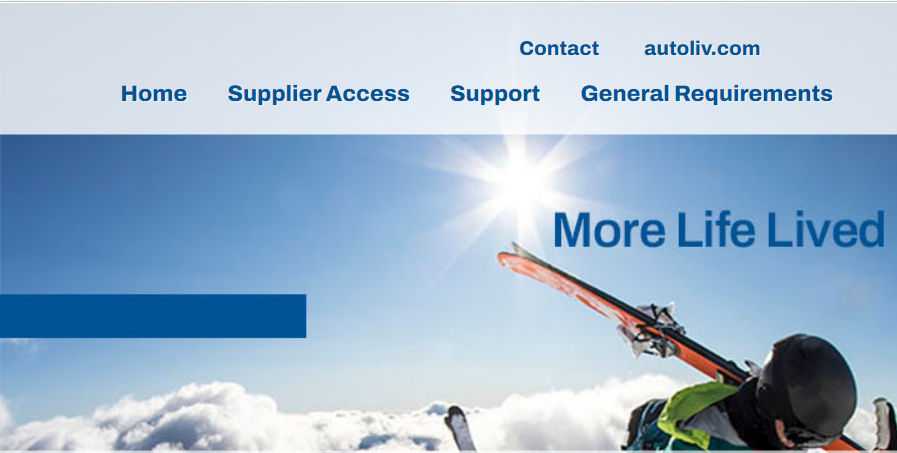 Contact autoliv.com
Home Supplier Access Support General Requirements
More Life Lived